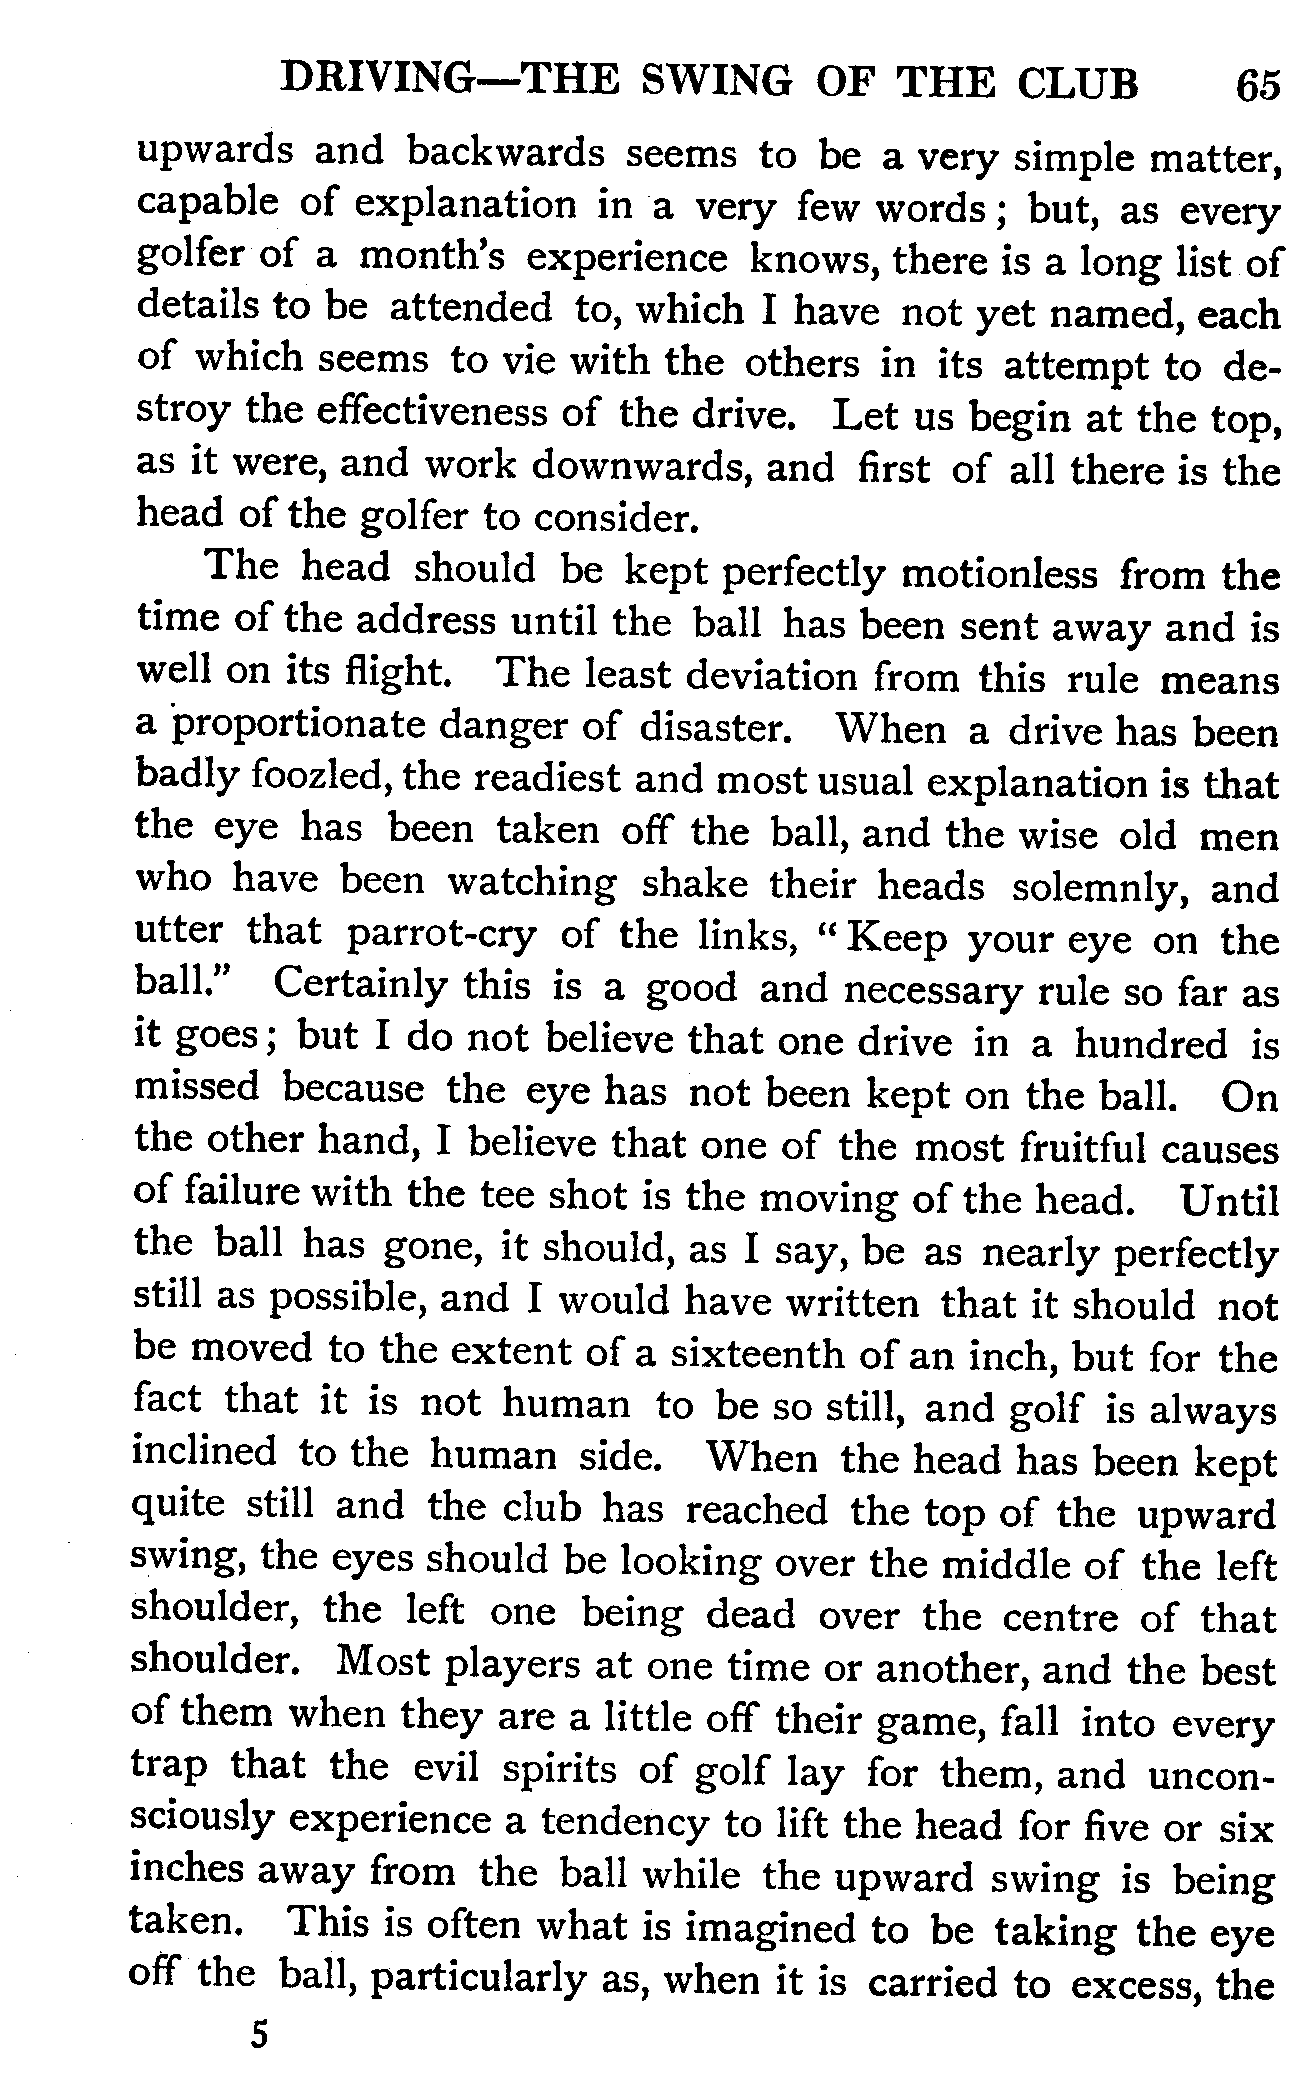 DRIVING—THE SWING OF THE CLUB 65
upwards and backwards seems to be a very simple matter,
capable of explanation in a very few words; but, as every
golfer of a month's experience knows, there is a long list of
details to be attended to, which I have not yet named, each
of which seems to vie with the others in its attempt to de-
stroy the effectiveness of the drive. Let us begin at the top,
as it were, and work downwards, and first of all there is the
head of the golfer to consider.
The head should be kept perfectly motionless from the
time of the address until the ball has been sent away and is
well on its flight. The least deviation from this rule means
a proportionate danger of disaster. When a drive has been
badly foozled, the readiest and most usual explanation is that
the eye has been taken off the ball, and the wise old men
who have been watching shake their heads solemnly, and
utter that parrot-cry of the links, "Keep your eye on the
ball." Certainly this is a good and necessary rule so far as
it goes; but I do not believe that one drive in a hundred is
missed because the eye has not been kept on the ball. On
the other hand, I believe that one of the most fruitful causes
of failure with the tee shot is the moving of the head. Until
the ball has gone, it should, as I say, be as nearly perfectly
still as possible, and I would have written that it should not
be moved to the extent of a sixteenth of an inch, but for the
fact that it is not human to be so still, and golf is always
inclined to the human side. When the head has been kept
quite still and the club has reached the top of the upward
swing, the eyes should be looking over the middle of the left
shoulder, the left one being dead over the centre of that
shoulder. Most players at one time or another, and the best
of them when they are a little off their game, fall into every
trap that the evil spirits of golf lay for them, and uncon-
sciously experience a tendency to lift the head for five or six
inches away from the ball while the upward swing is being
taken. This is often what is imagined to be taking the eye
off the ball, particularly as, when it is carried to excess, the
5